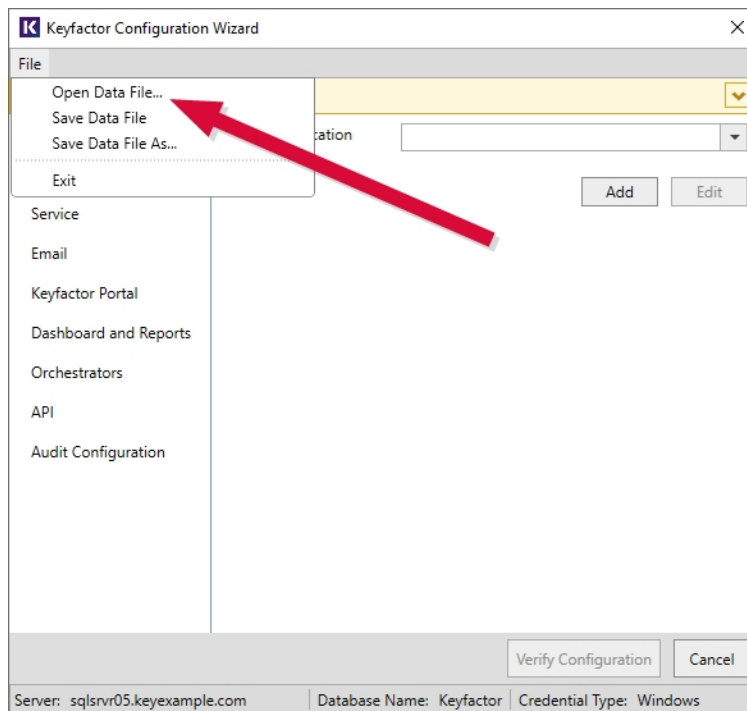 Keyfactor Configuration Wizard
File
Open Data File...
Save Data File
Save Data File As...
Exit
Add
Edit
Service
Email
Keyfactor Portal
Dashboard and Reports
Orchestrators
API
Audit Configuration
Verify Configuration
Cancel
Server: sqlsrvr05.keyexample.com
Database Name: Keyfactor
Credential Type: Windows